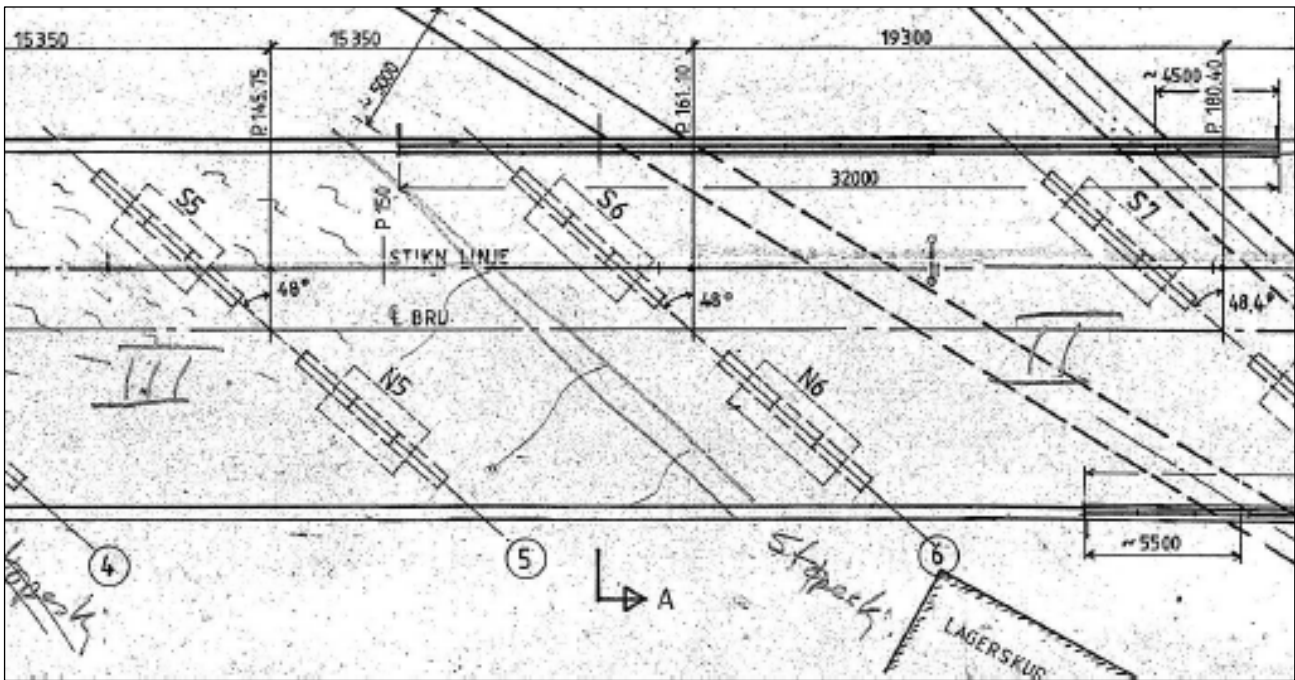 15350
15350
19300
~ 5000
P.145.75
P 161.10
P 180.40
~ 4500
32000
P 150
S5
S6
S7
STIKN LINJE
48°
48°
48,4°
℄ BRU
N5
N6
4
5
6
~ 5500
A
LAGERSKUR